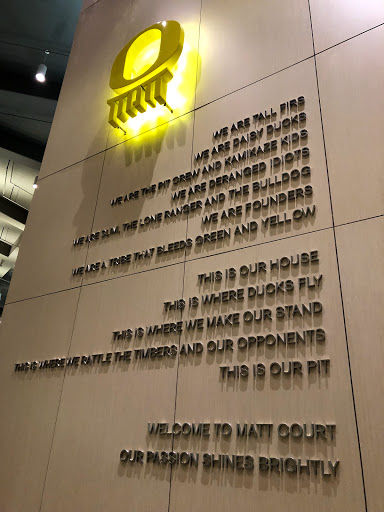 WE ARE TALL FIRS
WE ARE DAISY DUCKS
WE ARE THE PIT CREW AND KAMIKAZE KIDS
WE ARE DERANGED IDIOTS
WE ARE SLIM, THE LONE RANGER AND THE BULLDOG
WE ARE FOUNDERS
WE ARE A TRIBE THAT BLEEDS GREEN AND YELLOW
THIS IS OUR HOUSE
THIS IS WHERE DUCKS FLY
THIS IS WHERE WE MAKE OUR STAND
THIS IS WHERE WE RATTLE THE TIMBERS AND OUR OPPONENTS
THIS IS OUR PIT
WELCOME TO MATT COURT
OUR PASSION SHINES BRIGHTLY